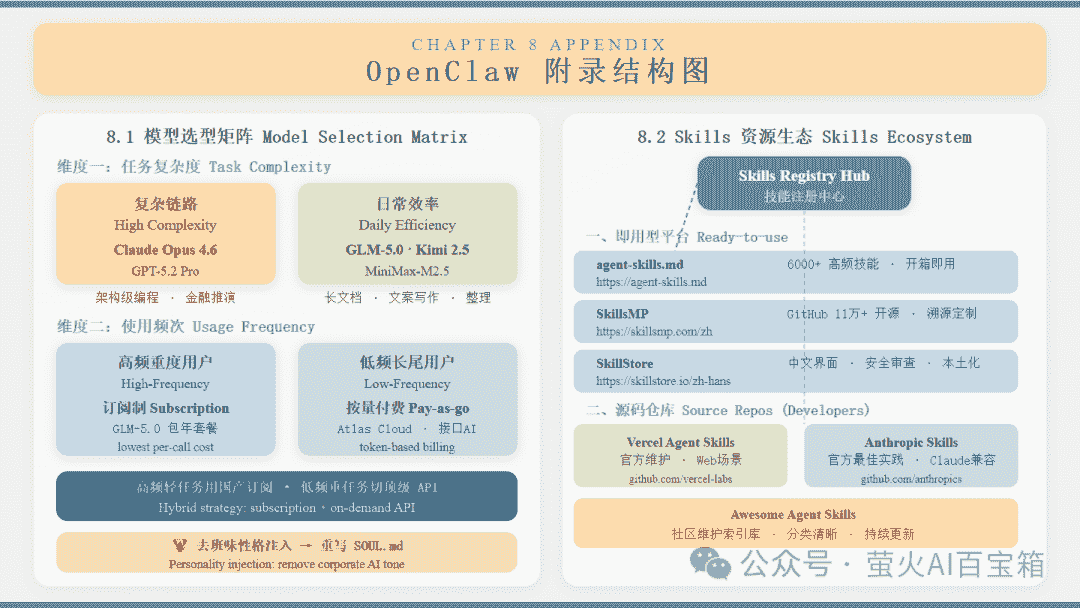 CHAPTER 8 APPENDIX
OpenClaw 附录结构图
8.1 模型选型矩阵 Model Selection Matrix
维度一：任务复杂度 Task Complexity
复杂链路
High Complexity
Claude Opus 4.6
GPT-5.2 Pro
架构级编程 · 金融推演
日常效率
Daily Efficiency
GLM-5.0 · Kimi 2.5
MiniMax-M2.5
长文档 · 文案写作 · 整理
维度二：使用频次 Usage Frequency
高频重度用户
High-Frequency
订阅制 Subscription
GLM-5.0 包年套餐
lowest per-call cost
低频长尾用户
Low-Frequency
按量付费 Pay-as-go
Atlas Cloud · 接口AI
token-based billing
高频轻任务用国产订阅 · 低频重任务切顶级 API
Hybrid strategy: subscription · on-demand API
去班味性格注入 → 重写 SOUL.md
Personality injection: remove corporate AI tone
8.2 Skills 资源生态 Skills Ecosystem
Skills Registry Hub
技能注册中心
一、即用型平台 Ready-to-use
agent-skills.md
https://agent-skills.md
6000+ 高频技能 · 开箱即用
SkillsMP
https://skillsmp.com/zh
GitHub 11万+ 开源 · 溯源定制
SkillStore
https://skillstore.io/zh-hans
中文界面 · 安全审查 · 本土化
二、源码仓库 Source Repos (Developers)
Vercel Agent Skills
官方维护 · Web场景
github.com/vercel-labs
Anthropic Skills
官方最佳实践 · Claude兼容
github.com/anthropics
Awesome Agent Skills
社区维护索引库 · 分类清晰 · 持续更新
公众号 · 萤火AI百宝箱